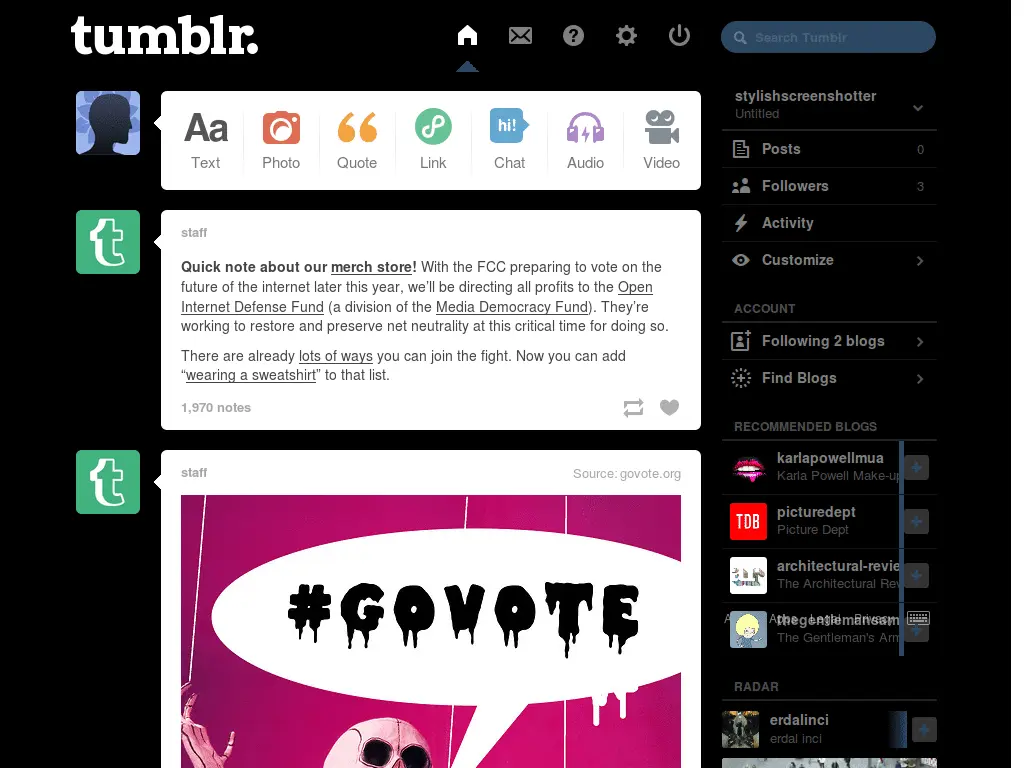 tumblr.
Search Tumblr
Aa
hi!
Text
Photo
Quote
Link
Chat
Audio
Video
staff
Quick note about our merch store! With the FCC preparing to vote on the
future of the internet later this year, we’ll be directing all profits to the Open
Internet Defense Fund (a division of the Media Democracy Fund). They’re
working to restore and preserve net neutrality at this critical time for doing so.
There are already lots of ways you can join the fight. Now you can add
“wearing a sweatshirt” to that list.
1,970 notes
staff
Source: govote.org
#GOVOTE
stylishscreenshotter
Untitled
Posts 0
Followers 3
Activity
Customize
ACCOUNT
Following 2 blogs
Find Blogs
RECOMMENDED BLOGS
karlapowellmua
Karla Powell Make-up
TDB
picturedept
Picture Dept
architectural-revie
The Architectural Rev
thegentlemansarm
Apps Legal Privacy
The Gentleman's Arm
RADAR
erdalinci
erdal inci